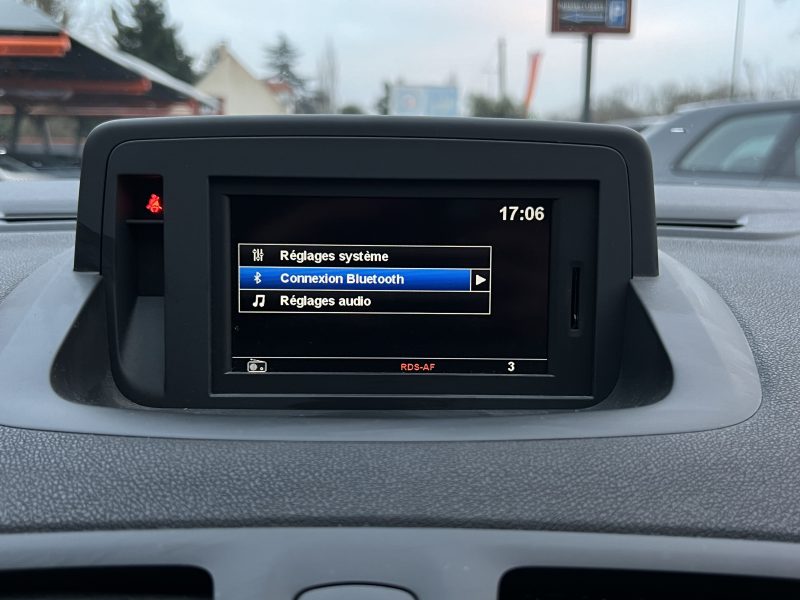 17:06
Réglages système
Connexion Bluetooth
Réglages audio
RDS-AF 3